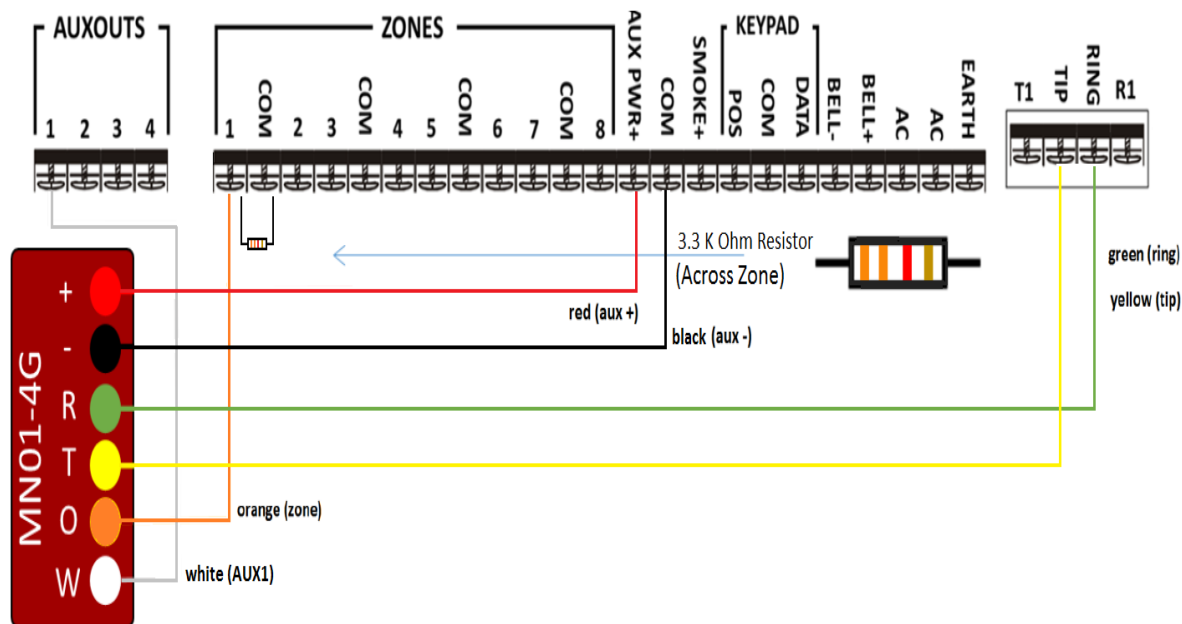 AUXOUTS
1 2 3 4
ZONES
1 COM 2 3 COM 4 5 COM 6 7 COM 8
AUX PWR+
COM
SMOKE+
KEYPAD
POS
COM
DATA
BELL-
BELL+
AC
AC
EARTH
T1
TIP
RING
R1
3.3 K Ohm Resistor
(Across Zone)
green (ring)
yellow (tip)
red (aux +)
black (aux -)
MN01-4G
+
-
R
T
O
W
orange (zone)
white (AUX1)